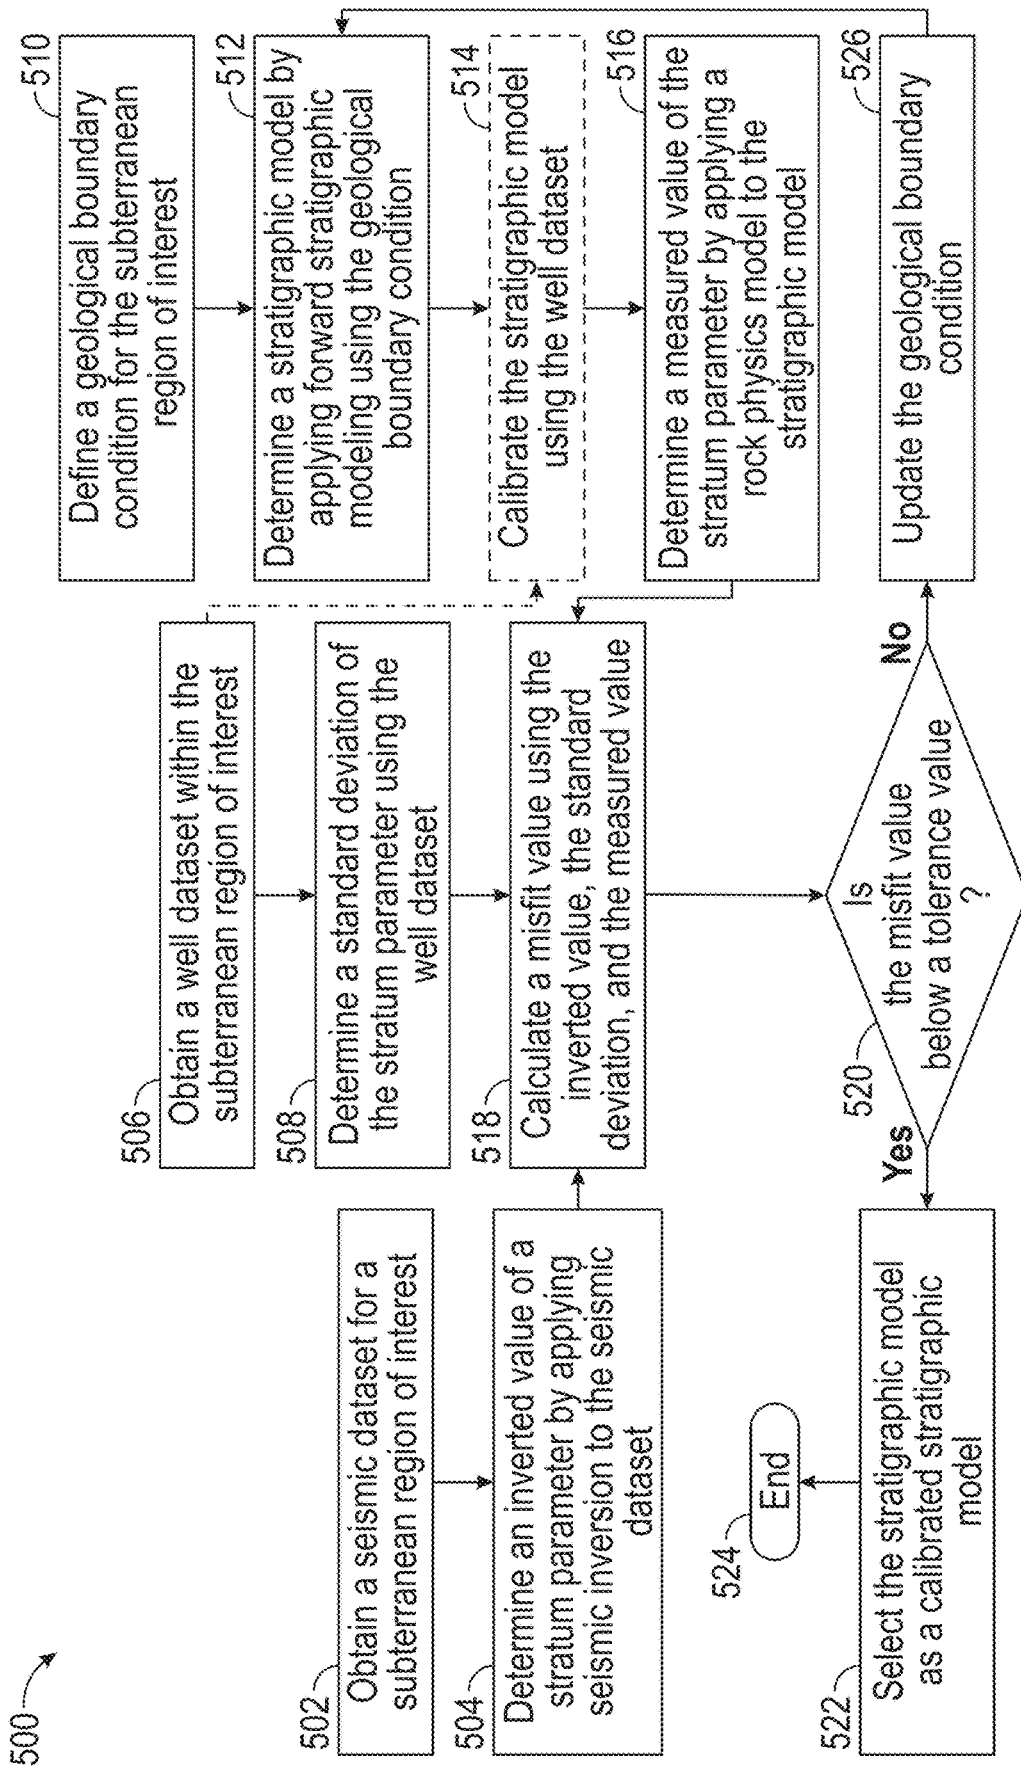 500
502
Obtain a seismic dataset for a
subterranean region of interest
504
Determine an inverted value of a
stratum parameter by applying
seismic inversion to the seismic
dataset
506
Obtain a well dataset within the
subterranean region of interest
508
Determine a standard deviation of
the stratum parameter using the
well dataset
510
Define a geological boundary
condition for the subterranean
region of interest
512
Determine a stratigraphic model by
applying forward stratigraphic
modeling using the geological
boundary condition
514
Calibrate the stratigraphic model
using the well dataset
516
Determine a measured value of the
stratum parameter by applying a
rock physics model to the
stratigraphic model
518
Calculate a misfit value using the
inverted value, the standard
deviation, and the measured value
520
Is
the misfit value
below a tolerance value
?
Yes
No
522
Select the stratigraphic model
as a calibrated stratigraphic
model
524
End
526
Update the geological boundary
condition